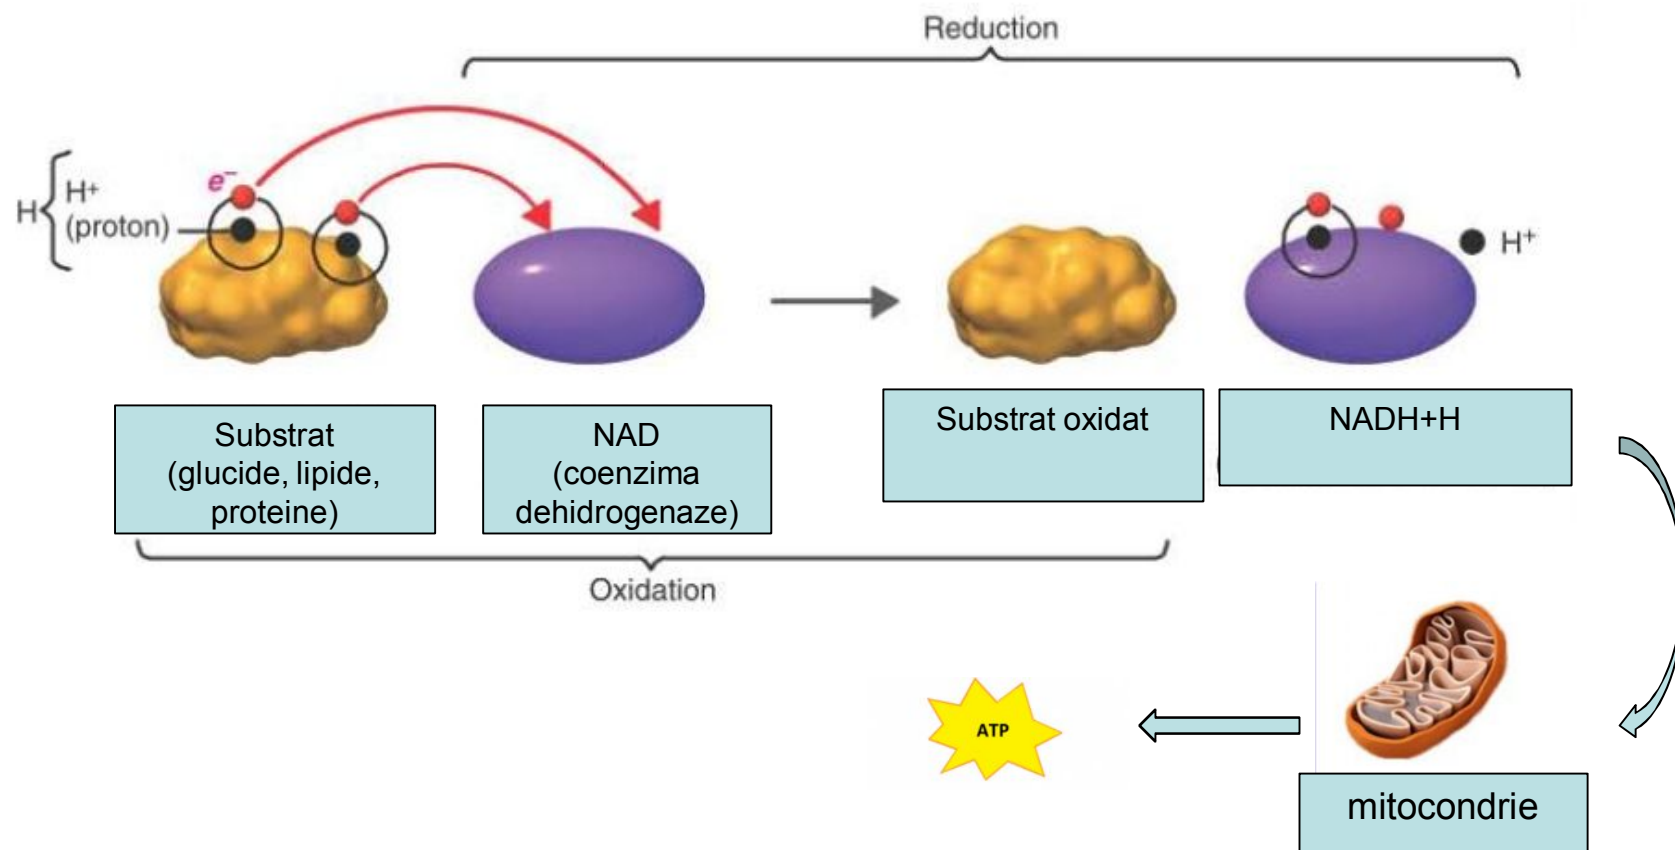 Reduction
e⁻
H
H⁺
(proton)
H⁺
Substrat
(glucide, lipide,
proteine)
NAD
(coenzima
dehidrogenaze)
Substrat oxidat
NADH+H
Oxidation
ATP
mitocondrie